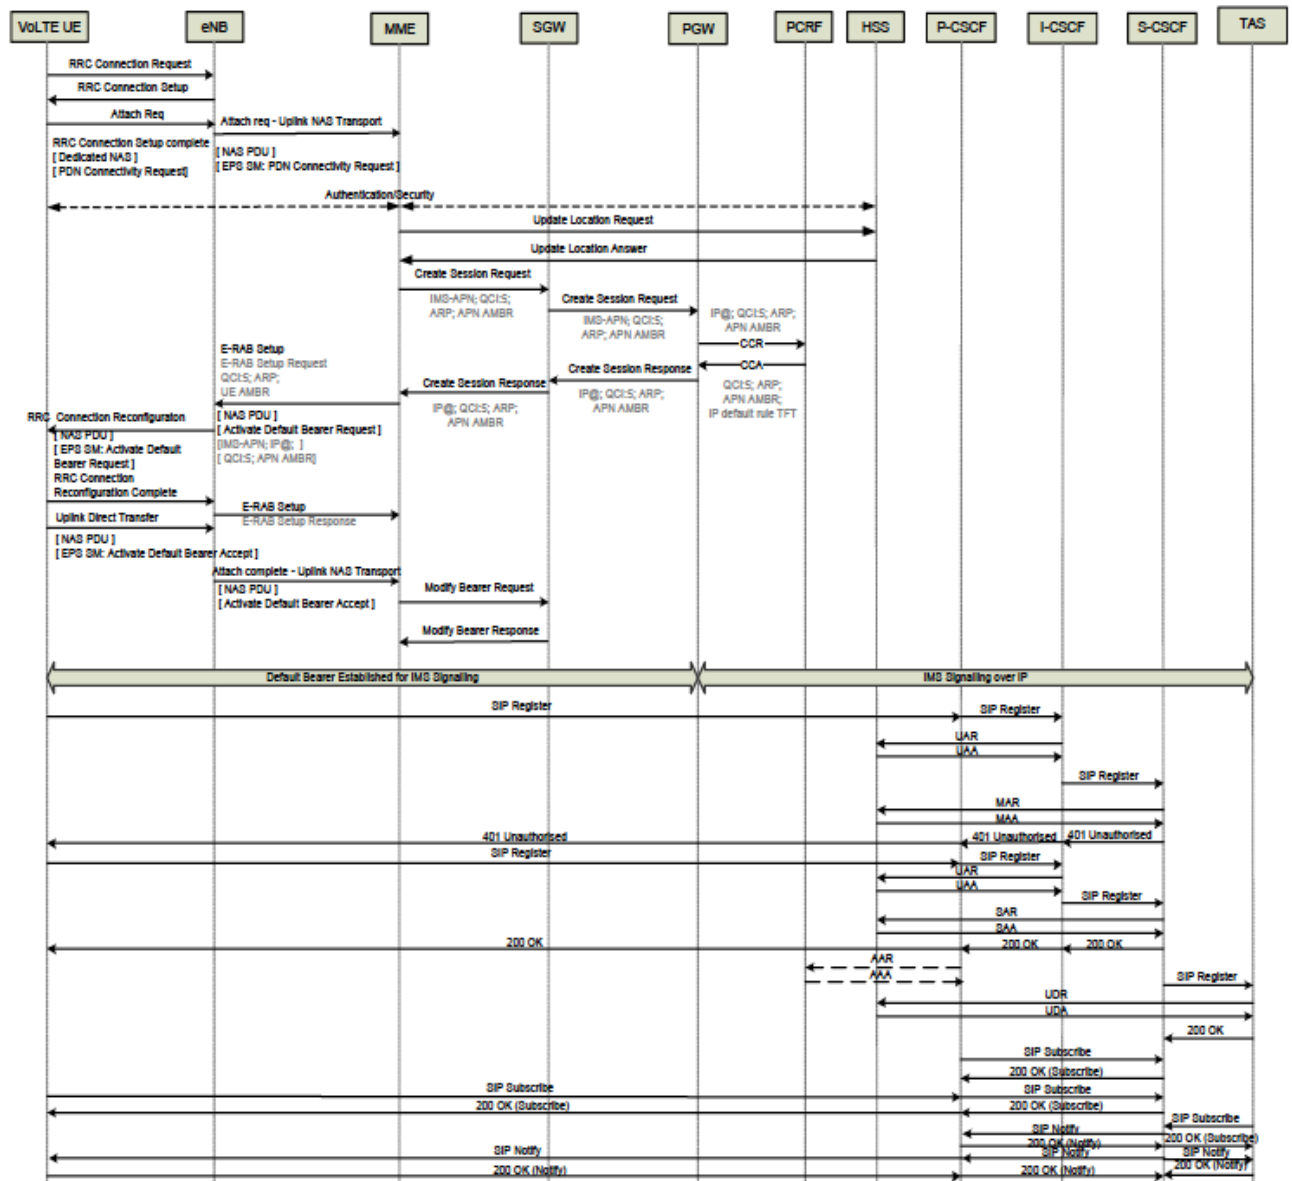 VoLTE UE
eNB
MME
SGW
PGW
PCRF
HSS
P-CSCF
I-CSCF
S-CSCF
TAS
RRC Connection Request
RRC Connection Setup
Attach Req
Attach req - Uplink NAS Transport
RRC Connection Setup complete
[ Dedicated NAS ]
[ PDN Connectivity Request]
[ NAS PDU ]
[ EPS SM: PDN Connectivity Request ]
Authentication/Security
Update Location Request
Update Location Answer
Create Session Request
IMS-APN; QCI:5;
ARP; APN AMBR
Create Session Request
IMS-APN; QCI:5;
ARP; APN AMBR
IP@; QCI:5; ARP;
APN AMBR
CCR
CCA
QCI:5; ARP;
APN AMBR;
IP default rule TFT
Create Session Response
IP@; QCI:5; ARP;
APN AMBR
Create Session Response
IP@; QCI:5; ARP;
APN AMBR
E-RAB Setup
E-RAB Setup Request
QCI:5; ARP;
UE AMBR
[ NAS PDU ]
[ Activate Default Bearer Request ]
[IMS-APN; IP@; ]
[ QCI:5; APN AMBR]
RRC Connection Reconfiguraton
[ NAS PDU ]
[ EPS SM: Activate Default
Bearer Request ]
RRC Connection
Reconfiguration Complete
E-RAB Setup
E-RAB Setup Response
Uplink Direct Transfer
[ NAS PDU ]
[ EPS SM: Activate Default Bearer Accept ]
Attach complete - Uplink NAS Transport
[ NAS PDU ]
[ Activate Default Bearer Accept ]
Modify Bearer Request
Modify Bearer Response
Default Bearer Established for IMS Signalling
IMS Signalling over IP
SIP Register
SIP Register
UAR
UAA
SIP Register
MAR
MAA
401 Unauthorised
401 Unauthorised
401 Unauthorised
SIP Register
SIP Register
UAR
UAA
SIP Register
SAR
SAA
200 OK
200 OK
200 OK
AAR
AAA
SIP Register
UDR
UDA
200 OK
SIP Subscribe
200 OK (Subscribe)
SIP Subscribe
SIP Subscribe
200 OK (Subscribe)
200 OK (Subscribe)
SIP Subscribe
SIP Notify
200 OK (Subscribe)
200 OK (Notify)
SIP Notify
SIP Notify
SIP Notify
200 OK (Notify)
200 OK (Notify)
200 OK (Notify)